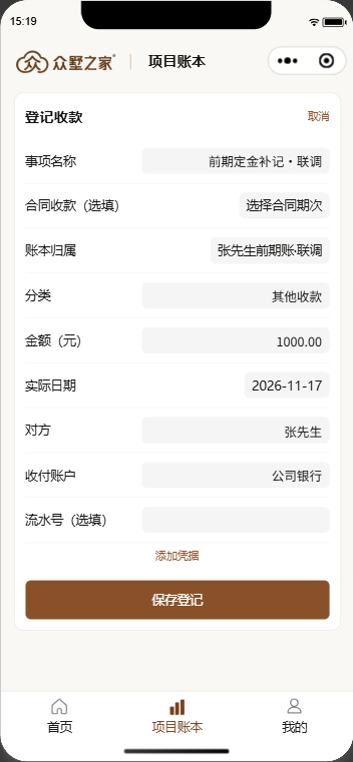 15:19
众墅之家® 项目账本
登记收款 取消
事项名称 前期定金补记·联调
合同收款（选填） 选择合同期次
账本归属 张先生前期账·联调
分类 其他收款
金额（元） 1000.00
实际日期 2026-11-17
对方 张先生
收付账户 公司银行
流水号（选填）
添加凭据
保存登记
首页 项目账本 我的